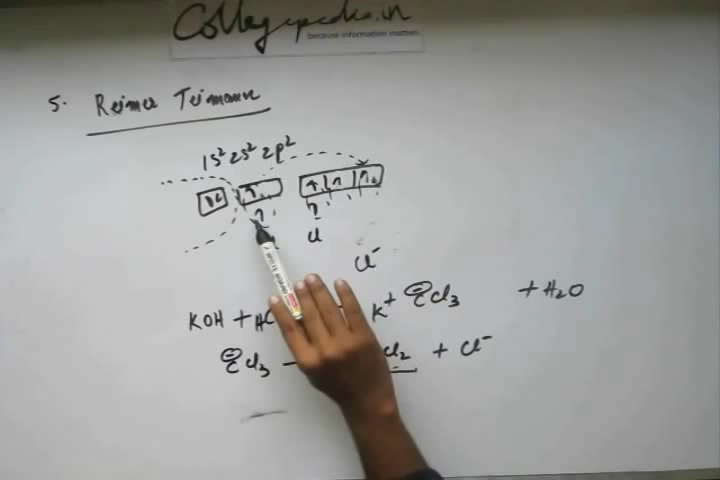 Collegepedia.in
because information matters
5. Reimer Teimann
1s² 2s² 2p²
Cl
Cl⁻
KOH + HC K⁺ C̄Cl₃ + H₂O
C̄Cl₃ Cl₂ + Cl⁻